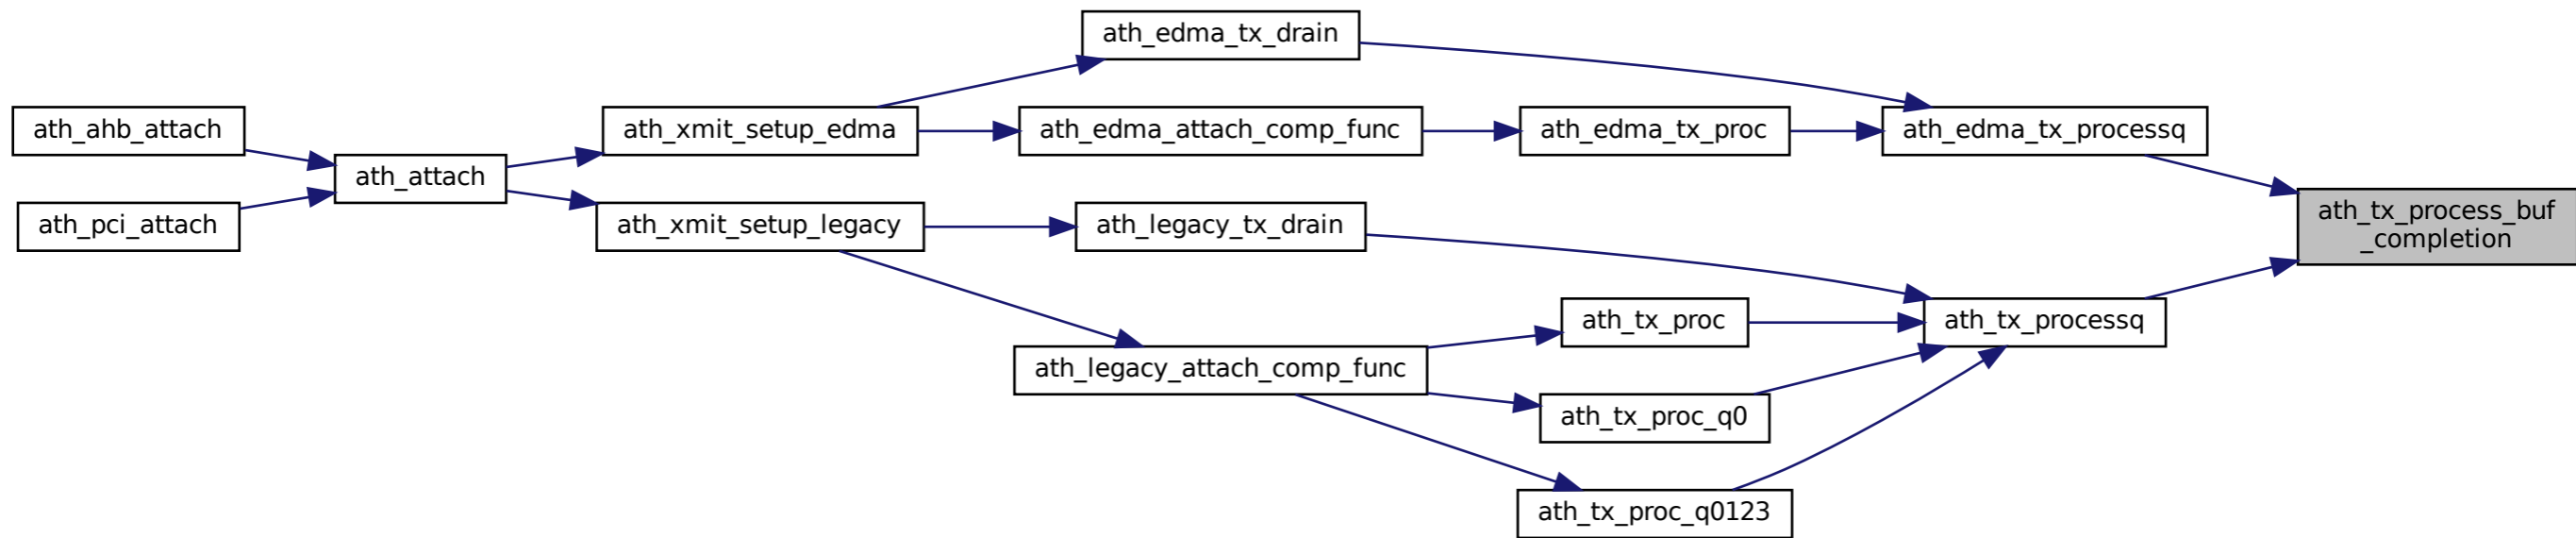 ath_edma_tx_drain
ath_ahb_attach
ath_xmit_setup_edma
ath_edma_attach_comp_func
ath_edma_tx_proc
ath_edma_tx_processq
ath_attach
ath_tx_process_buf
_completion
ath_pci_attach
ath_xmit_setup_legacy
ath_legacy_tx_drain
ath_tx_proc
ath_tx_processq
ath_legacy_attach_comp_func
ath_tx_proc_q0
ath_tx_proc_q0123